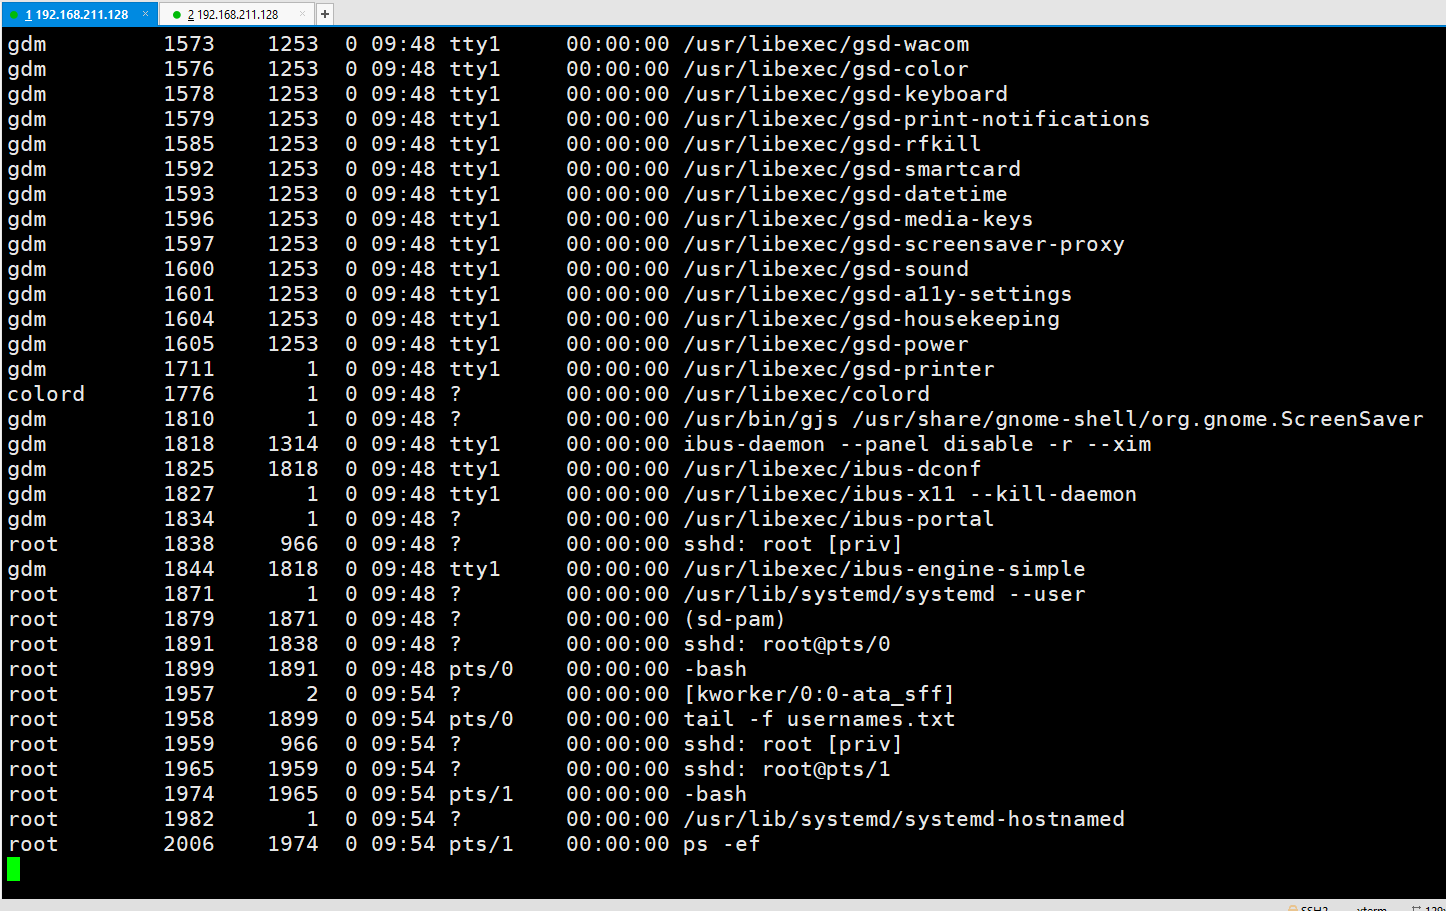 1 192.168.211.128 × 2 192.168.211.128 × +
gdm 1573 1253 0 09:48 tty1 00:00:00 /usr/libexec/gsd-wacom
gdm 1576 1253 0 09:48 tty1 00:00:00 /usr/libexec/gsd-color
gdm 1578 1253 0 09:48 tty1 00:00:00 /usr/libexec/gsd-keyboard
gdm 1579 1253 0 09:48 tty1 00:00:00 /usr/libexec/gsd-print-notifications
gdm 1585 1253 0 09:48 tty1 00:00:00 /usr/libexec/gsd-rfkill
gdm 1592 1253 0 09:48 tty1 00:00:00 /usr/libexec/gsd-smartcard
gdm 1593 1253 0 09:48 tty1 00:00:00 /usr/libexec/gsd-datetime
gdm 1596 1253 0 09:48 tty1 00:00:00 /usr/libexec/gsd-media-keys
gdm 1597 1253 0 09:48 tty1 00:00:00 /usr/libexec/gsd-screensaver-proxy
gdm 1600 1253 0 09:48 tty1 00:00:00 /usr/libexec/gsd-sound
gdm 1601 1253 0 09:48 tty1 00:00:00 /usr/libexec/gsd-a11y-settings
gdm 1604 1253 0 09:48 tty1 00:00:00 /usr/libexec/gsd-housekeeping
gdm 1605 1253 0 09:48 tty1 00:00:00 /usr/libexec/gsd-power
gdm 1711 1 0 09:48 tty1 00:00:00 /usr/libexec/gsd-printer
colord 1776 1 0 09:48 ? 00:00:00 /usr/libexec/colord
gdm 1810 1 0 09:48 ? 00:00:00 /usr/bin/gjs /usr/share/gnome-shell/org.gnome.ScreenSaver
gdm 1818 1314 0 09:48 tty1 00:00:00 ibus-daemon --panel disable -r --xim
gdm 1825 1818 0 09:48 tty1 00:00:00 /usr/libexec/ibus-dconf
gdm 1827 1 0 09:48 tty1 00:00:00 /usr/libexec/ibus-x11 --kill-daemon
gdm 1834 1 0 09:48 ? 00:00:00 /usr/libexec/ibus-portal
root 1838 966 0 09:48 ? 00:00:00 sshd: root [priv]
gdm 1844 1818 0 09:48 tty1 00:00:00 /usr/libexec/ibus-engine-simple
root 1871 1 0 09:48 ? 00:00:00 /usr/lib/systemd/systemd --user
root 1879 1871 0 09:48 ? 00:00:00 (sd-pam)
root 1891 1838 0 09:48 ? 00:00:00 sshd: root@pts/0
root 1899 1891 0 09:48 pts/0 00:00:00 -bash
root 1957 2 0 09:54 ? 00:00:00 [kworker/0:0-ata_sff]
root 1958 1899 0 09:54 pts/0 00:00:00 tail -f usernames.txt
root 1959 966 0 09:54 ? 00:00:00 sshd: root [priv]
root 1965 1959 0 09:54 ? 00:00:00 sshd: root@pts/1
root 1974 1965 0 09:54 pts/1 00:00:00 -bash
root 1982 1 0 09:54 ? 00:00:00 /usr/lib/systemd/systemd-hostnamed
root 2006 1974 0 09:54 pts/1 00:00:00 ps -ef
SSH2 xterm